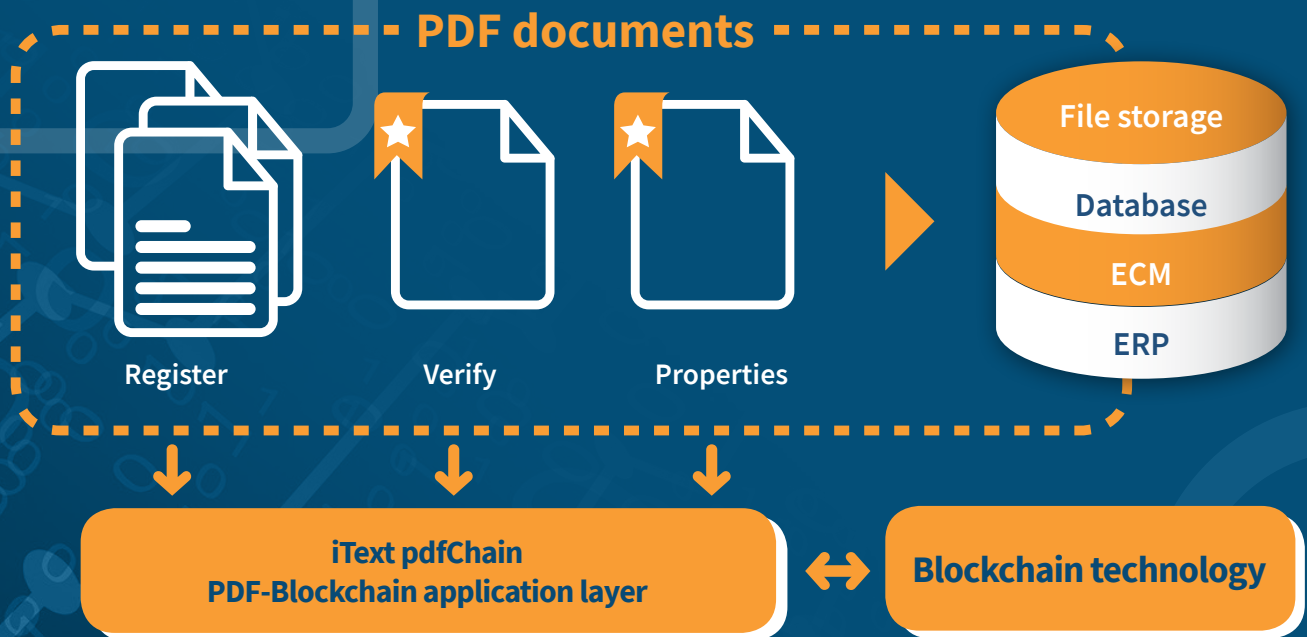 PDF documents
File storage
Database
ECM
ERP
Register
Verify
Properties
iText pdfChain
PDF-Blockchain application layer
Blockchain technology